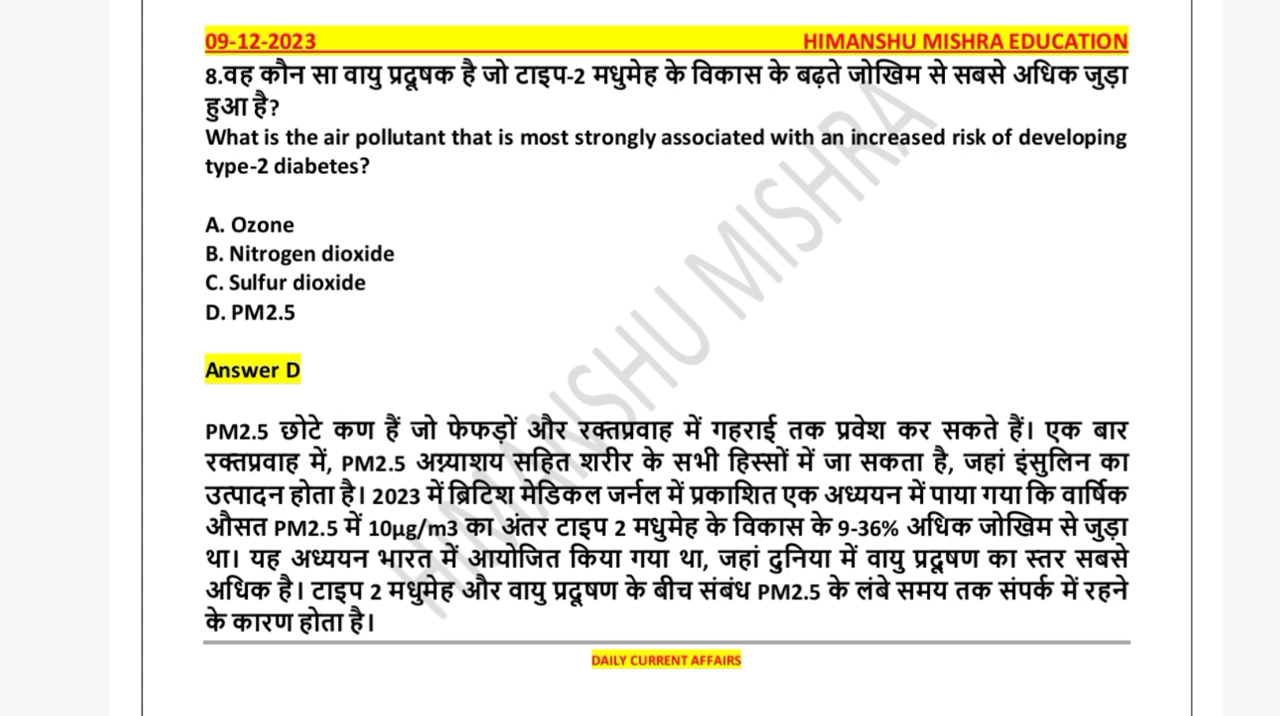 09-12-2023 HIMANSHU MISHRA EDUCATION
8.वह कौन सा वायु प्रदूषक है जो टाइप-2 मधुमेह के विकास के बढ़ते जोखिम से सबसे अधिक जुड़ा
हुआ है?
What is the air pollutant that is most strongly associated with an increased risk of developing
type-2 diabetes?
A. Ozone
B. Nitrogen dioxide
C. Sulfur dioxide
D. PM2.5
Answer D
PM2.5 छोटे कण हैं जो फेफड़ों और रक्तप्रवाह में गहराई तक प्रवेश कर सकते हैं। एक बार
रक्तप्रवाह में, PM2.5 अग्न्याशय सहित शरीर के सभी हिस्सों में जा सकता है, जहां इंसुलिन का
उत्पादन होता है। 2023 में ब्रिटिश मेडिकल जर्नल में प्रकाशित एक अध्ययन में पाया गया कि वार्षिक
औसत PM2.5 में 10µg/m3 का अंतर टाइप 2 मधुमेह के विकास के 9-36% अधिक जोखिम से जुड़ा
था। यह अध्ययन भारत में आयोजित किया गया था, जहां दुनिया में वायु प्रदूषण का स्तर सबसे
अधिक है। टाइप 2 मधुमेह और वायु प्रदूषण के बीच संबंध PM2.5 के लंबे समय तक संपर्क में रहने
के कारण होता है।
HIMANSHU MISHRA
DAILY CURRENT AFFAIRS